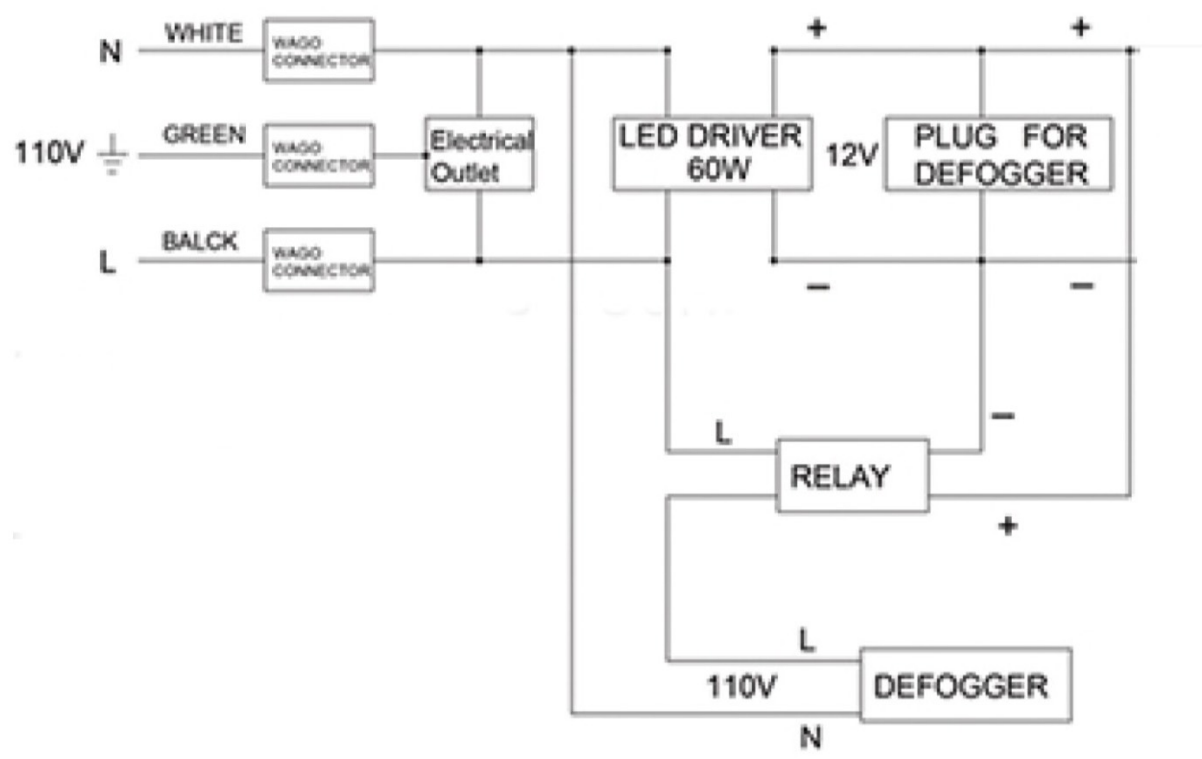 N
WHITE
WAGO
CONNECTOR
+
+
110V
GREEN
WAGO
CONNECTOR
Electrical
Outlet
LED DRIVER
60W
12V
PLUG FOR
DEFOGGER
L
BALCK
WAGO
CONNECTOR
−
−
L
RELAY
−
+
L
110V
N
DEFOGGER